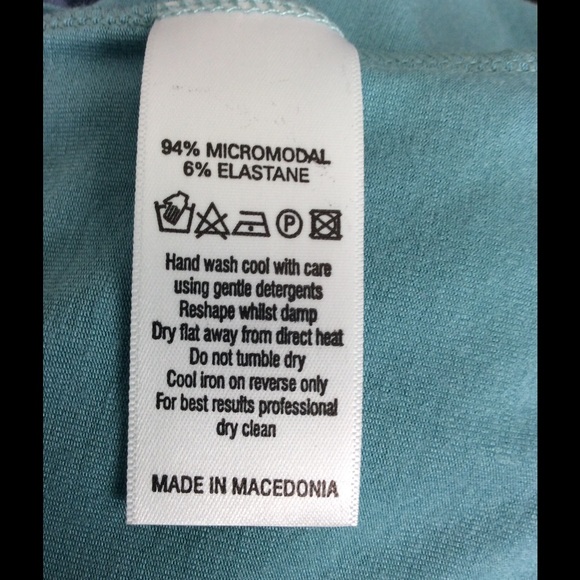 94% MICROMODAL
6% ELASTANE
P
Hand wash cool with care
using gentle detergents
Reshape whilst damp
Dry flat away from direct heat
Do not tumble dry
Cool iron on reverse only
For best results professional
dry clean
MADE IN MACEDONIA